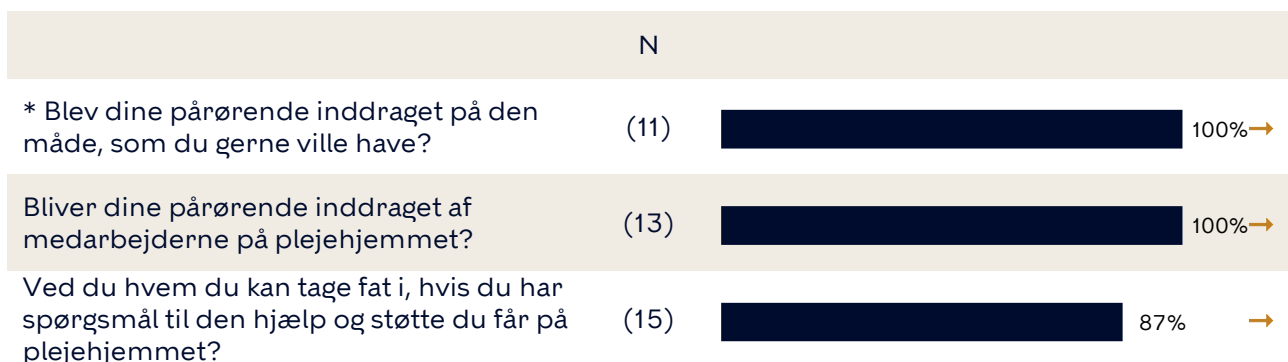 N
* Blev dine pårørende inddraget på den
måde, som du gerne ville have?
(11)
100%→
Bliver dine pårørende inddraget af
medarbejderne på plejehjemmet?
(13)
100%→
Ved du hvem du kan tage fat i, hvis du har
spørgsmål til den hjælp og støtte du får på
plejehjemmet?
(15)
87% →